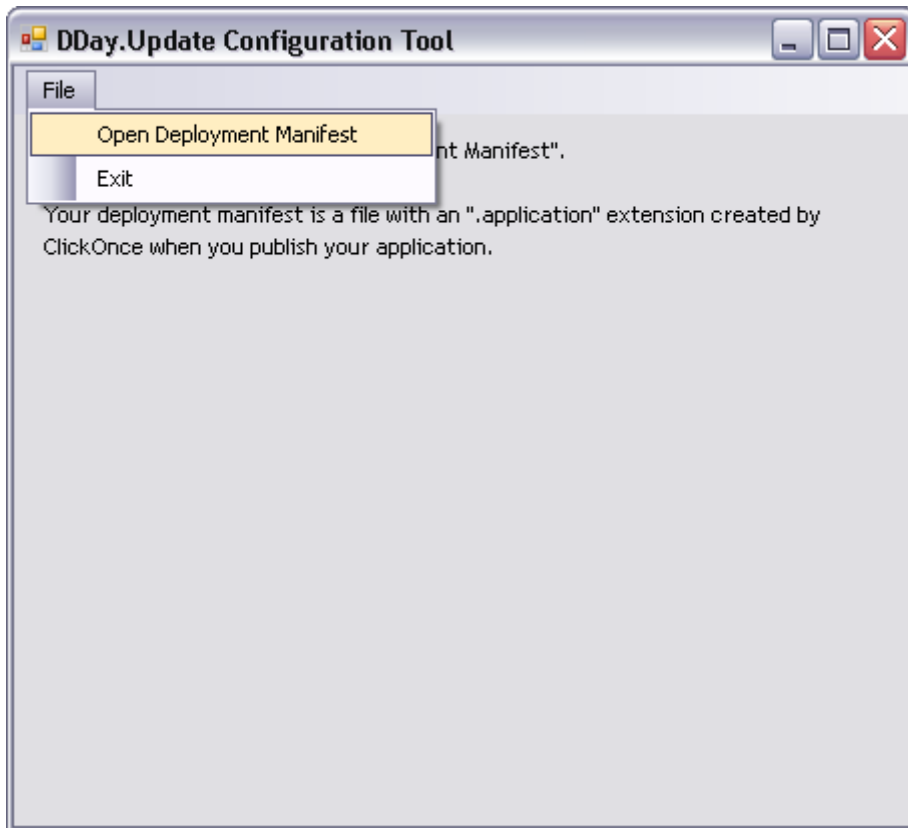 DDay.Update Configuration Tool
File
Open Deployment Manifest
Manifest".
Exit
Your deployment manifest is a file with an ".application" extension created by
ClickOnce when you publish your application.